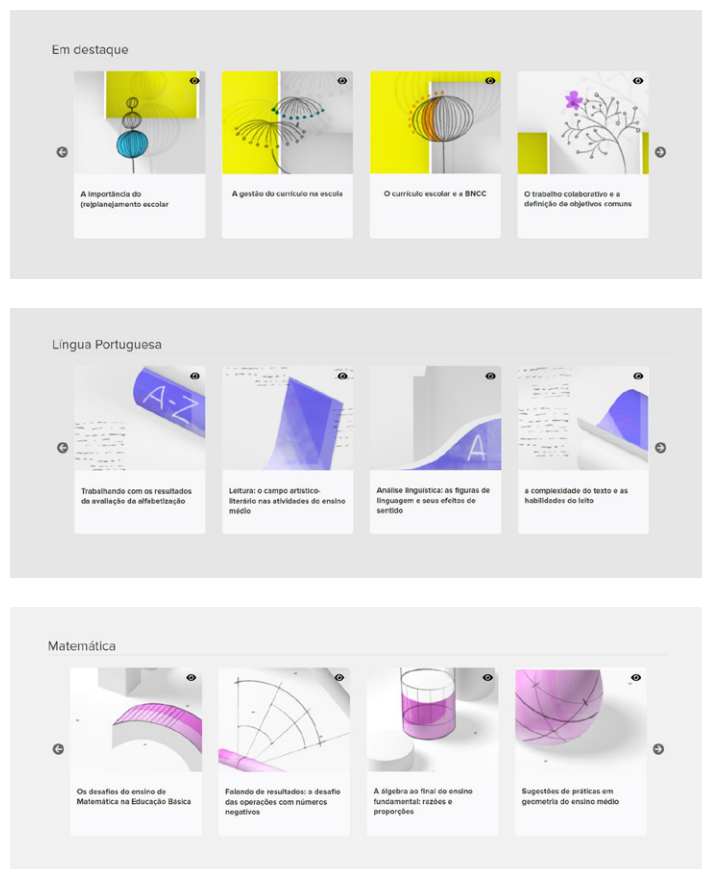 Em destaque
A importância do
(re)planejamento escolar
A gestão do currículo na escola
O currículo escolar e a BNCC
O trabalho colaborativo e a
definição de objetivos comuns
Língua Portuguesa
A-Z
A
Trabalhando com os resultados
da avaliação da alfabetização
Leitura: o campo artístico-
literário nas atividades do ensino
médio
Análise linguística: as figuras de
linguagem e seus efeitos de
sentido
a complexidade do texto e as
habilidades do leito
Matemática
Os desafios do ensino de
Matemática na Educação Básica
Falando de resultados: o desafio
das operações com números
negativos
A álgebra ao final do ensino
fundamental: razões e
proporções
Sugestões de práticas em
geometria do ensino médio